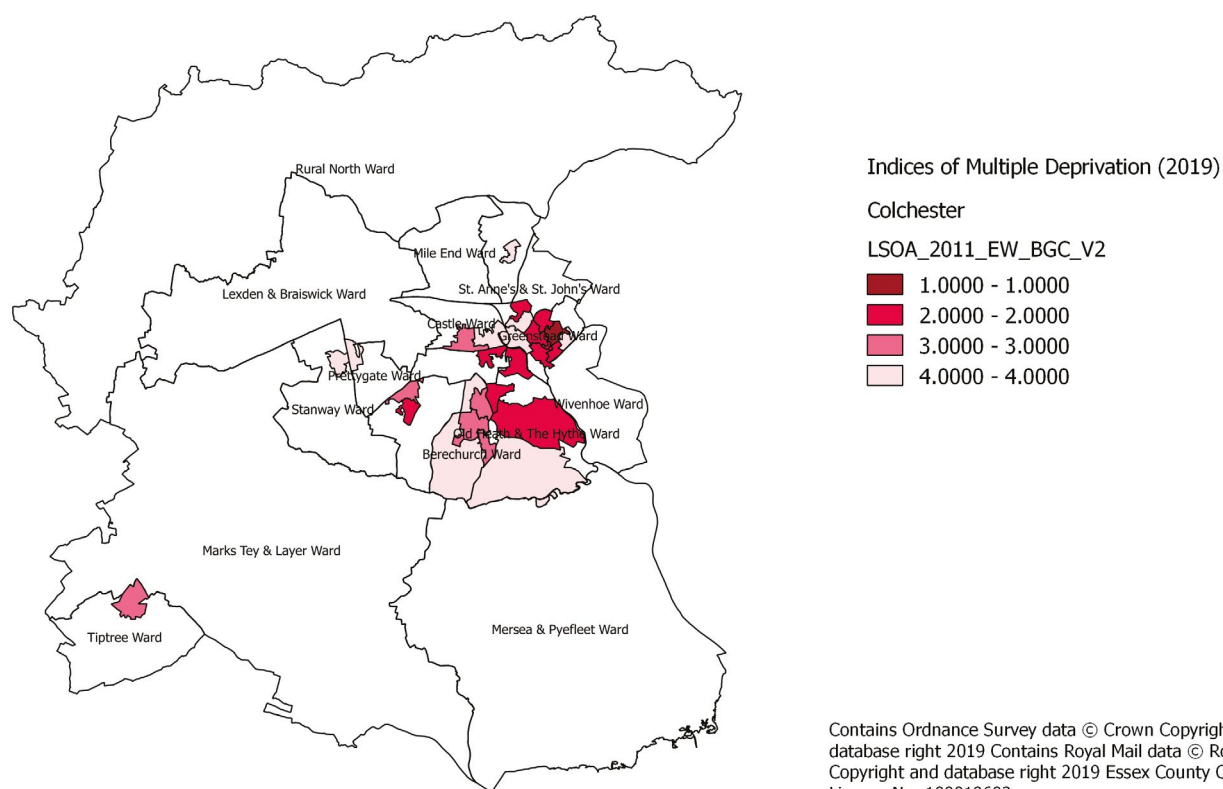 Rural North Ward
Mile End Ward
St. Anne's & St. John's Ward
Lexden & Braiswick Ward
Castle Ward
Greenstead Ward
Prettygate Ward
Stanway Ward
Wivenhoe Ward
Old Heath & The Hythe Ward
Berechurch Ward
Marks Tey & Layer Ward
Mersea & Pyefleet Ward
Tiptree Ward
Indices of Multiple Deprivation (2019)
Colchester
LSOA_2011_EW_BGC_V2
1.0000 - 1.0000
2.0000 - 2.0000
3.0000 - 3.0000
4.0000 - 4.0000
Contains Ordnance Survey data © Crown Copyright
database right 2019 Contains Royal Mail data ©
Copyright and database right 2019 Essex County